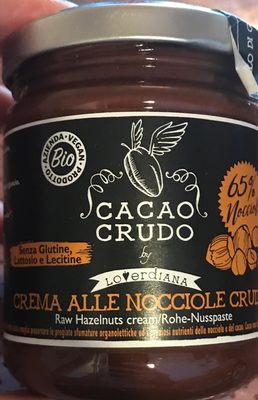 AZIENDA • VEGAN • PRODOTTO
BiO
CACAO
CRUDO
by
LOVERDIANA
65%
Nocciol
Senza Glutine,
Lattosio e Lecitine
CREMA ALLE NOCCIOLE CRUD
Raw Hazelnuts cream/Rohe-Nusspaste